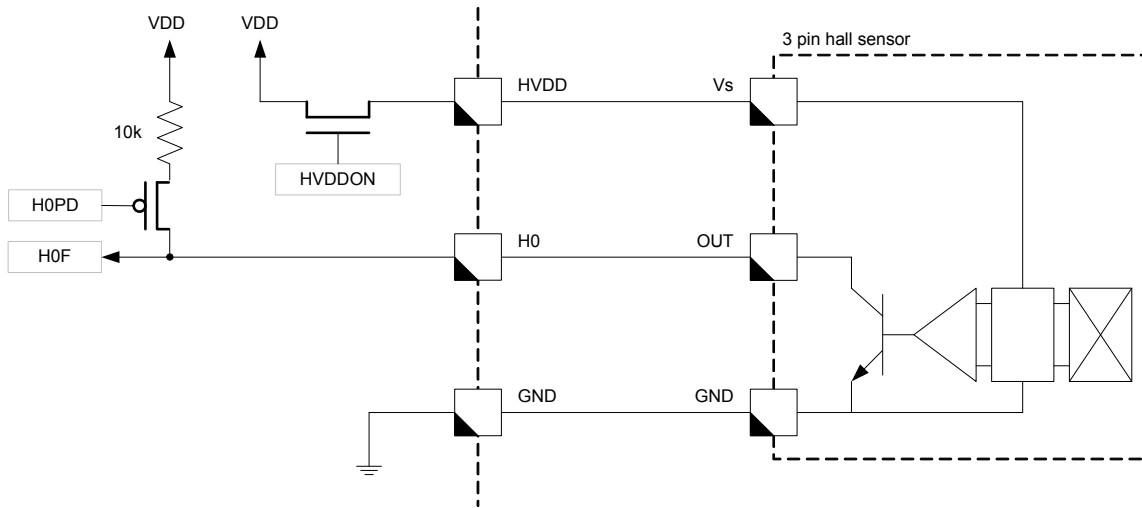 VDD
VDD
3 pin hall sensor
HVDD
Vs
10k
HVDDON
H0PD
H0
OUT
H0F
GND
GND